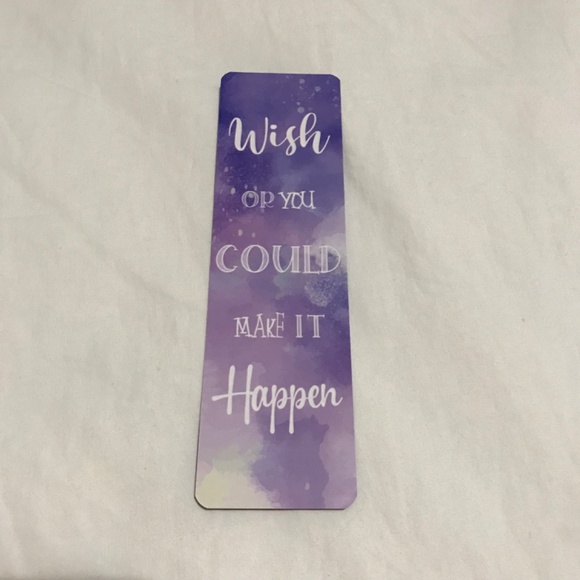 Wish
OR YOU
COULD
MAKE IT
Happen